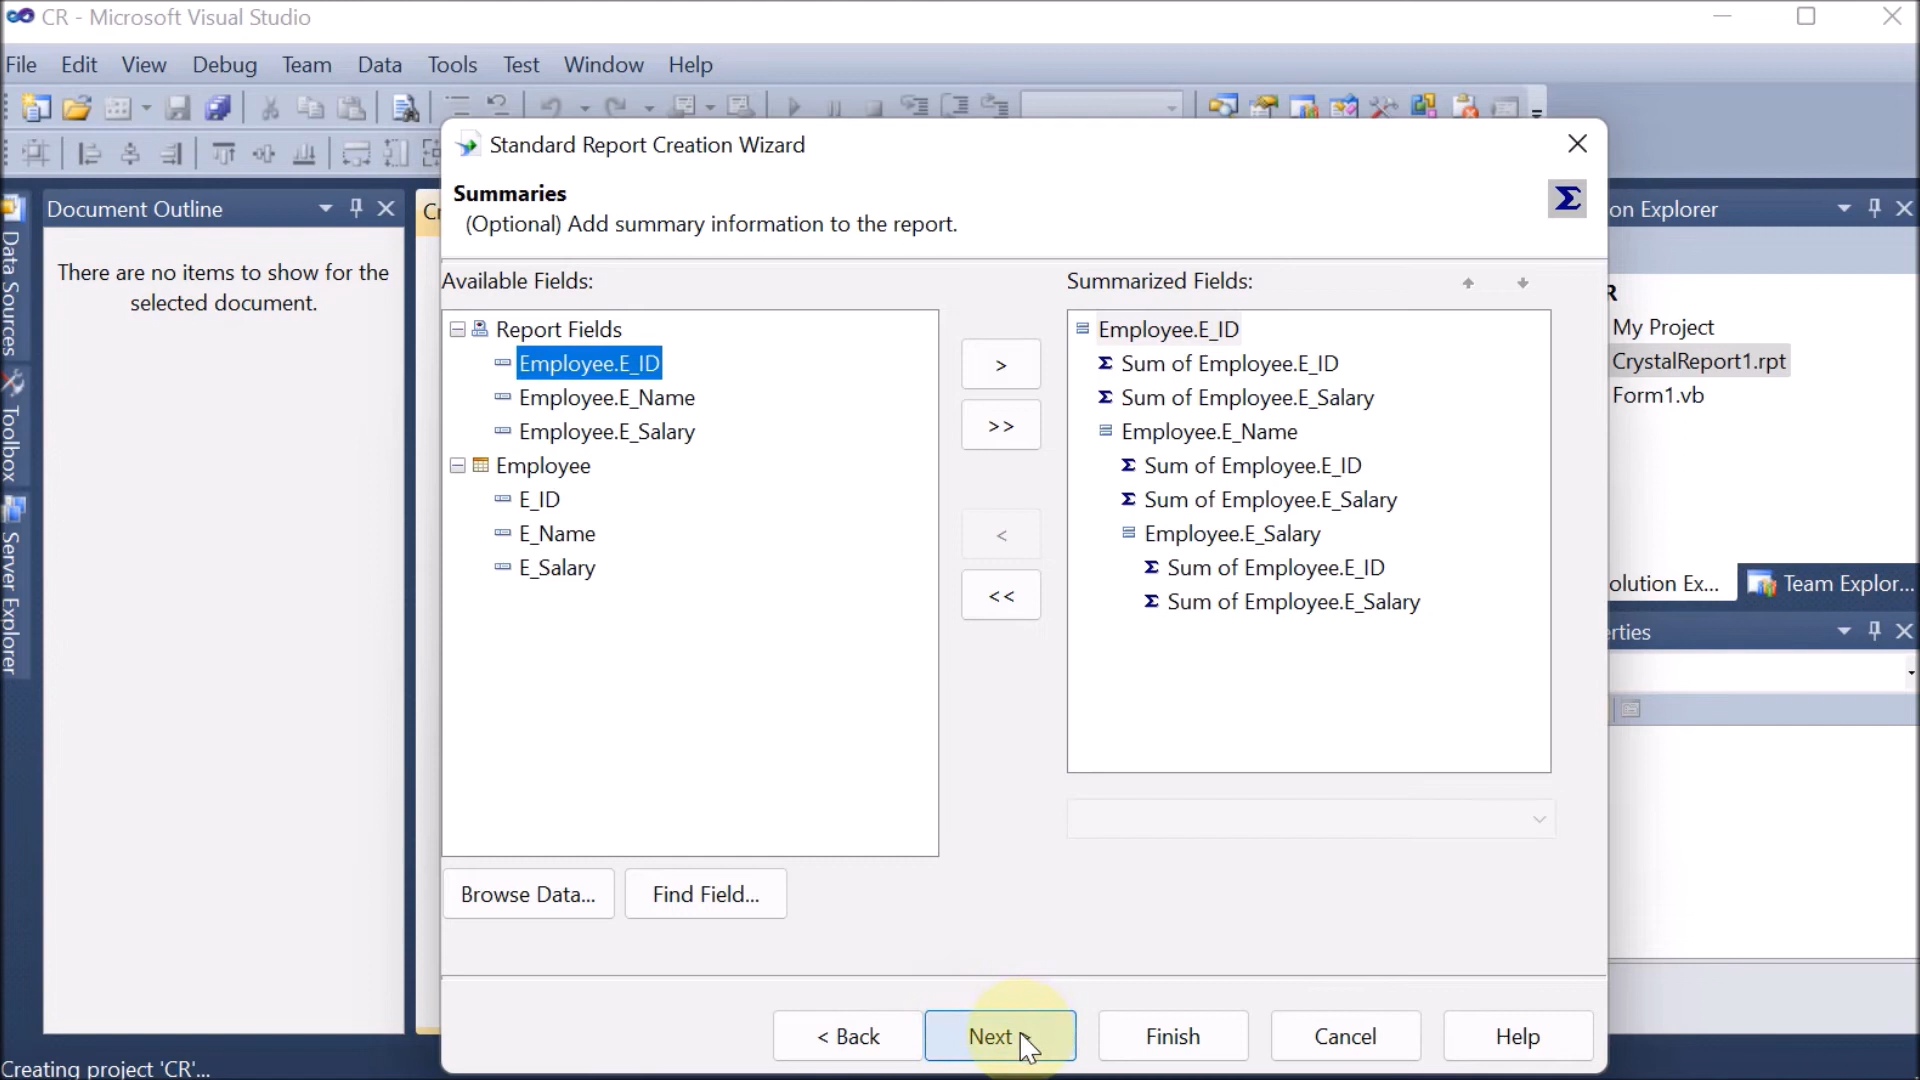 CR - Microsoft Visual Studio
File Edit View Debug Team Data Tools Test Window Help
Document Outline
There are no items to show for the
selected document.
Data Sources
Toolbox
Server Explorer
Standard Report Creation Wizard
Summaries
(Optional) Add summary information to the report.
Σ
Available Fields:
Report Fields
Employee.E_ID
Employee.E_Name
Employee.E_Salary
Employee
E_ID
E_Name
E_Salary
>
>>
<
<<
Summarized Fields:
Employee.E_ID
Σ Sum of Employee.E_ID
Σ Sum of Employee.E_Salary
Employee.E_Name
Σ Sum of Employee.E_ID
Σ Sum of Employee.E_Salary
Employee.E_Salary
Σ Sum of Employee.E_ID
Σ Sum of Employee.E_Salary
Browse Data... Find Field...
< Back Next Finish Cancel Help
on Explorer
R
My Project
CrystalReport1.rpt
Form1.vb
olution Ex... Team Explor...
erties
Creating project 'CR'...